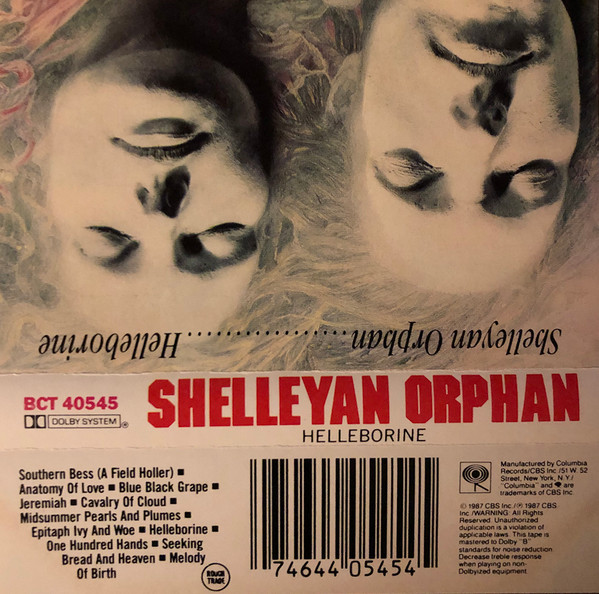 Shelleyan Orphan....................Helleborine
BCT 40545
DOLBY SYSTEM ®
SHELLEYAN ORPHAN
HELLEBORINE
Southern Bess (A Field Holler) ■
Anatomy Of Love ■ Blue Black Grape ■
Jeremiah ■ Cavalry Of Cloud ■
Midsummer Pearls And Plumes ■
Epitaph Ivy And Woe ■ Helleborine ■
One Hundred Hands ■ Seeking
Bread And Heaven ■ Melody
Of Birth
ROUGH
TRADE
74644 05454
Manufactured by Columbia
Records/CBS Inc./51 W. 52
Street, New York, N.Y./
"Columbia" and are
trademarks of CBS Inc
© 1987 CBS Inc./℗ 1987 CBS
Inc./WARNING: All Rights
Reserved. Unauthorized
duplication is a violation of
applicable laws. This tape is
mastered to Dolby "B"
standards for noise reduction.
Decrease treble response
when playing on non-
Dolbyized equipment.